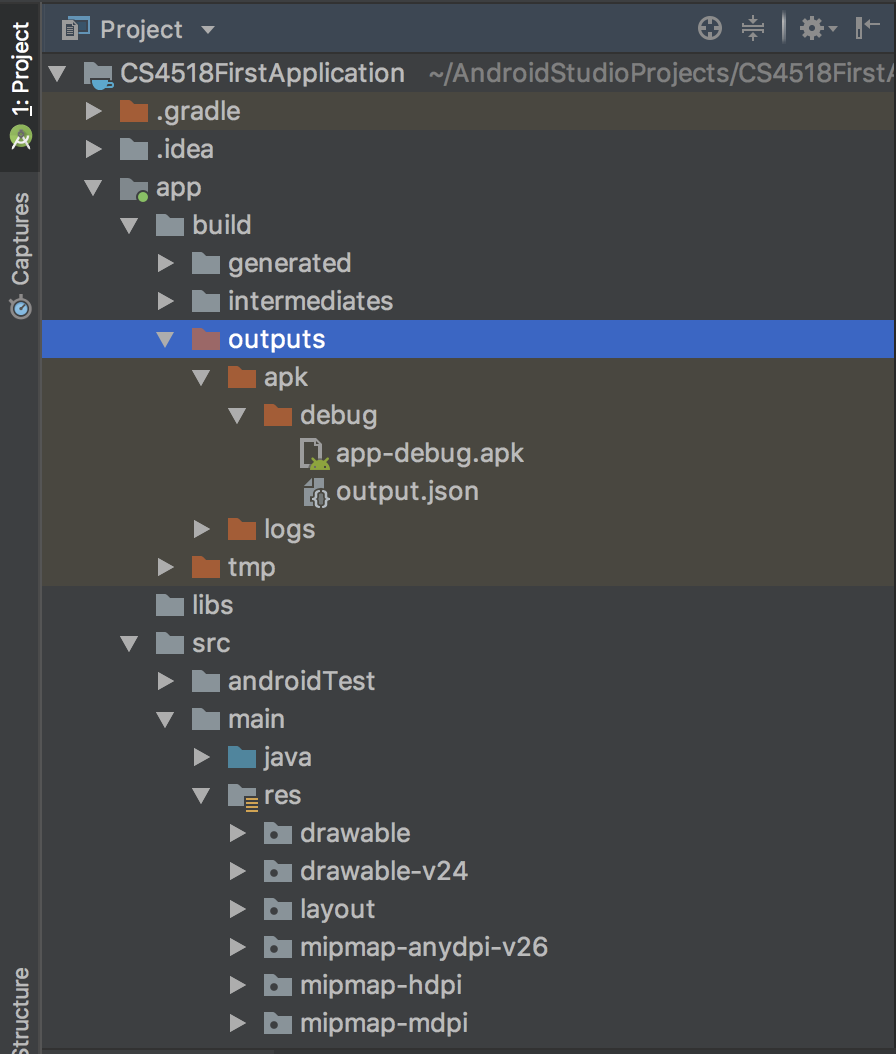 1: Project
Captures
Structure
Project
CS4518FirstApplication ~/AndroidStudioProjects/CS4518FirstA
.gradle
.idea
app
build
generated
intermediates
outputs
apk
debug
app-debug.apk
output.json
logs
tmp
libs
src
androidTest
main
java
res
drawable
drawable-v24
layout
mipmap-anydpi-v26
mipmap-hdpi
mipmap-mdpi